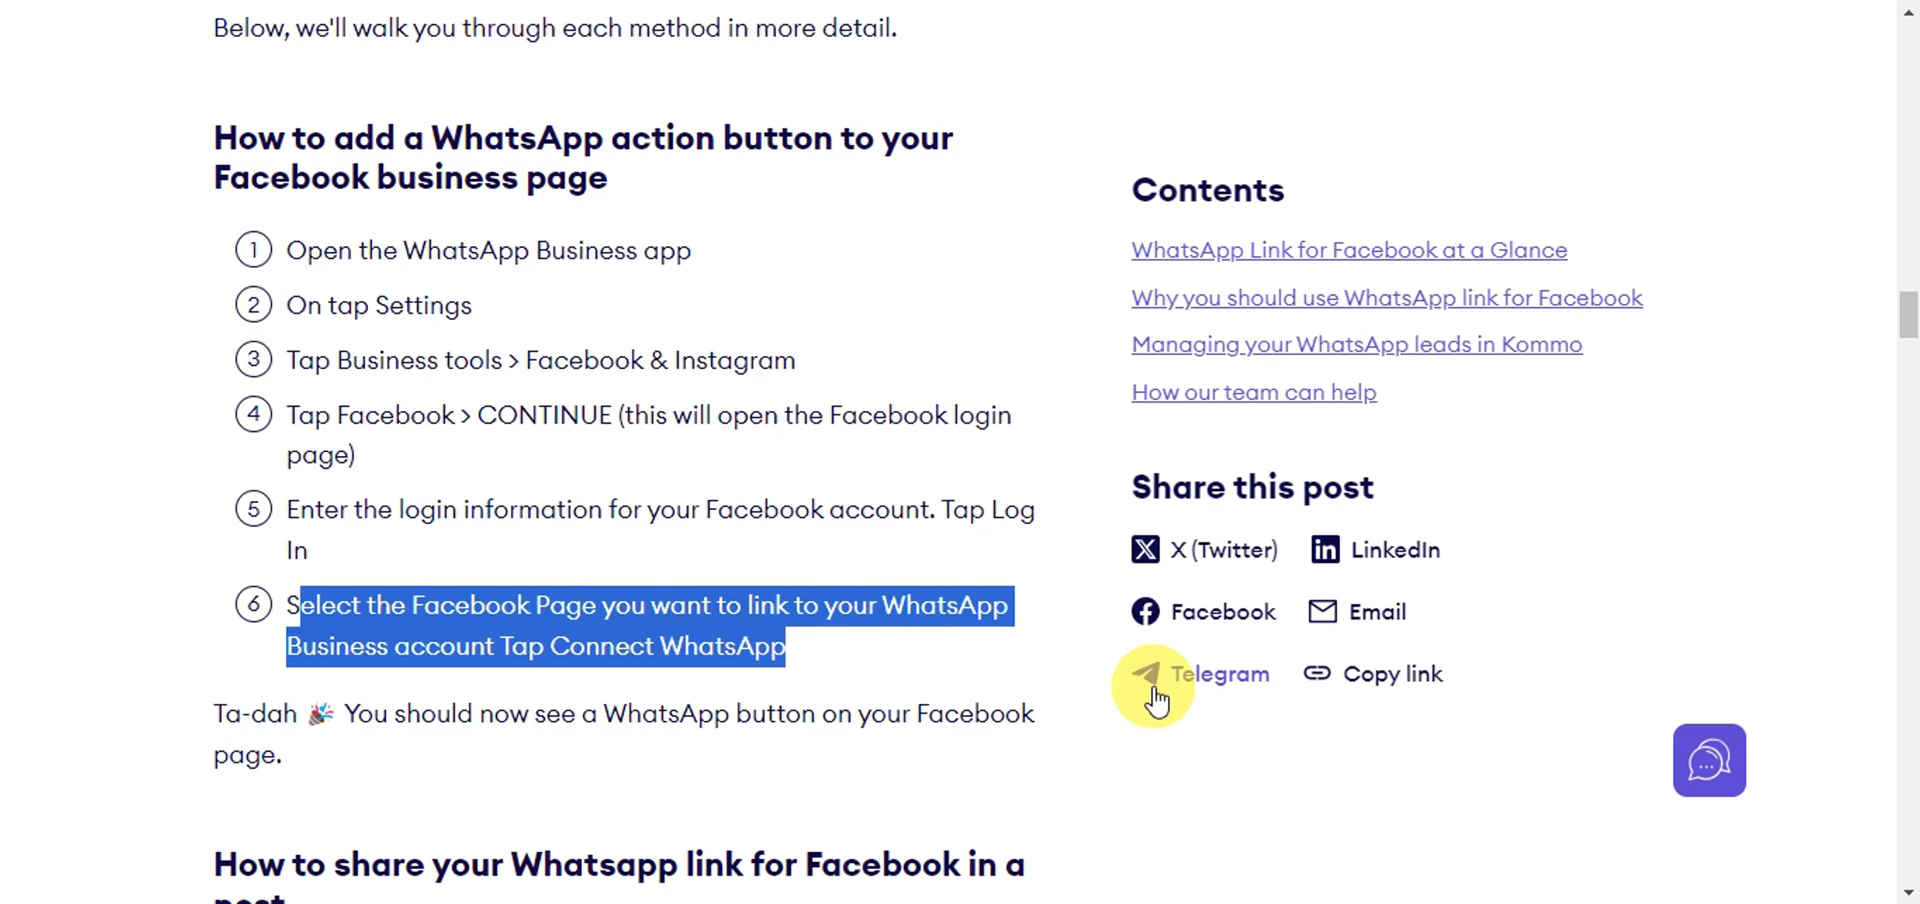 Below, we'll walk you through each method in more detail.
How to add a WhatsApp action button to your
Facebook business page
1 Open the WhatsApp Business app
2 On tap Settings
3 Tap Business tools > Facebook & Instagram
4 Tap Facebook > CONTINUE (this will open the Facebook login
page)
5 Enter the login information for your Facebook account. Tap Log
In
6 Select the Facebook Page you want to link to your WhatsApp
Business account Tap Connect WhatsApp
Ta-dah 🎉 You should now see a WhatsApp button on your Facebook
page.
How to share your Whatsapp link for Facebook in a
post
Contents
WhatsApp Link for Facebook at a Glance
Why you should use WhatsApp link for Facebook
Managing your WhatsApp leads in Kommo
How our team can help
Share this post
X (Twitter) LinkedIn
Facebook Email
Telegram Copy link